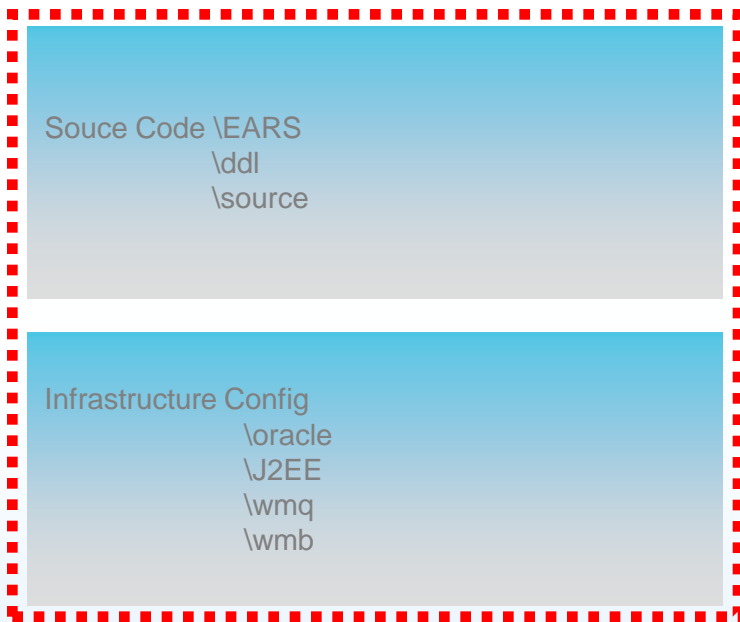 Souce Code \EARS
\ddl
\source
Infrastructure Config
\oracle
\J2EE
\wmq
\wmb